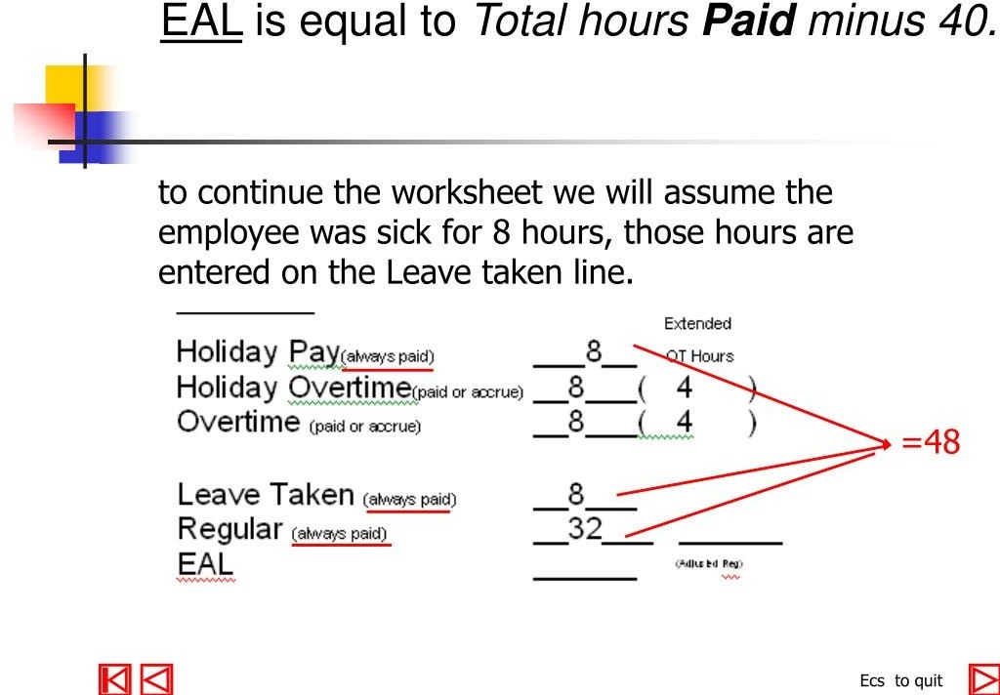 EAL is equal to Total hours Paid minus 40.
to continue the worksheet we will assume the
employee was sick for 8 hours, those hours are
entered on the Leave taken line.
Extended
Holiday Pay(always paid) ___8__ OT Hours
Holiday Overtime(paid or accrue) __8___( 4 )
Overtime (paid or accrue) __8___( 4 )
=48
Leave Taken (always paid) __8___
Regular (always paid) __32___ ______
EAL ______ (Adjusted Reg)
Ecs to quit